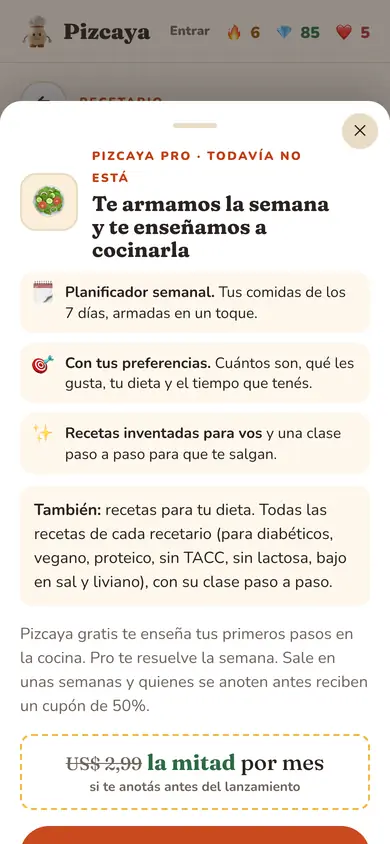 Pizcaya Entrar 6 85 5
PIZCAYA PRO · TODAVÍA NO
ESTÁ
Te armamos la semana
y te enseñamos a
cocinarla
Planificador semanal. Tus comidas de los
7 días, armadas en un toque.
Con tus preferencias. Cuántos son, qué les
gusta, tu dieta y el tiempo que tenés.
Recetas inventadas para vos y una clase
paso a paso para que te salgan.
También: recetas para tu dieta. Todas las
recetas de cada recetario (para diabéticos,
vegano, proteico, sin TACC, sin lactosa, bajo
en sal y liviano), con su clase paso a paso.
Pizcaya gratis te enseña tus primeros pasos en
la cocina. Pro te resuelve la semana. Sale en
unas semanas y quienes se anoten antes reciben
un cupón de 50%.
US$ 2,99 la mitad por mes
si te anotás antes del lanzamiento